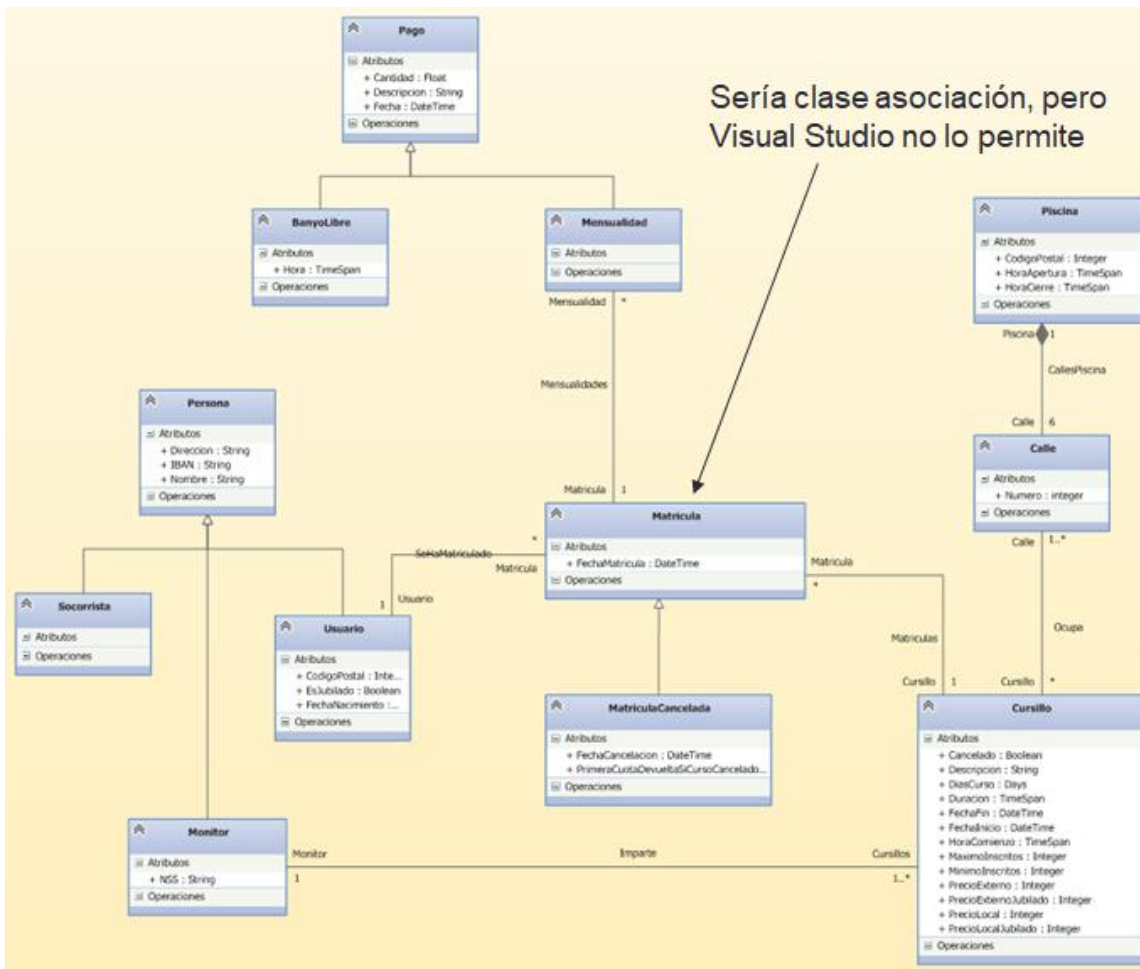 Pago
Atributos
+ Cantidad : Float
+ Descripcion : String
+ Fecha : DateTime
Operaciones
Sería clase asociación, pero
Visual Studio no lo permite
BanyoLibre
Atributos
+ Hora : TimeSpan
Operaciones
Mensualidad
Atributos
Operaciones
Mensualidad *
Mensualidades
Matricula 1
Piscina
Atributos
+ CodigoPostal : Integer
+ HoraApertura : TimeSpan
+ HoraCierre : TimeSpan
Operaciones
Piscina 1
CallesPiscina
Calle 6
Calle
Atributos
+ Numero : integer
Operaciones
Calle 1..*
Ocupa
Cursillo *
Persona
Atributos
+ Direccion : String
+ IBAN : String
+ Nombre : String
Operaciones
Matricula
Atributos
+ FechaMatricula : DateTime
Operaciones
*
SeHaMatriculado
Matricula
1 Usuario
Matricula
*
Matriculas
Cursillo 1
Socorrista
Atributos
Operaciones
Usuario
Atributos
+ CodigoPostal : Inte...
+ EsJubilado : Boolean
+ FechaNacimiento :...
Operaciones
MatriculaCancelada
Atributos
+ FechaCancelacion : DateTime
+ PrimeraCuotaDevueltaSiCursoCancelado...
Operaciones
Cursillo
Atributos
+ Cancelado : Boolean
+ Descripcion : String
+ DiasCurso : Days
+ Duracion : TimeSpan
+ FechaFin : DateTime
+ FechaInicio : DateTime
+ HoraComienzo : TimeSpan
+ MaximoInscritos : Integer
+ MinimoInscritos : Integer
+ PrecioExterno : Integer
+ PrecioExternoJubilado : Integer
+ PrecioLocal : Integer
+ PrecioLocalJubilado : Integer
Operaciones
Monitor
Atributos
+ NSS : String
Operaciones
Monitor
1
Imparte
Cursillos
1..*